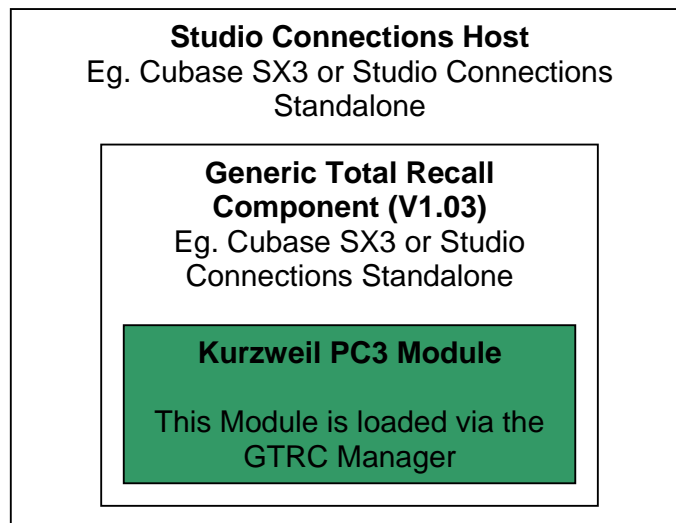 Studio Connections Host
Eg. Cubase SX3 or Studio Connections
Standalone
Generic Total Recall
Component (V1.03)
Eg. Cubase SX3 or Studio
Connections Standalone
Kurzweil PC3 Module
This Module is loaded via the
GTRC Manager